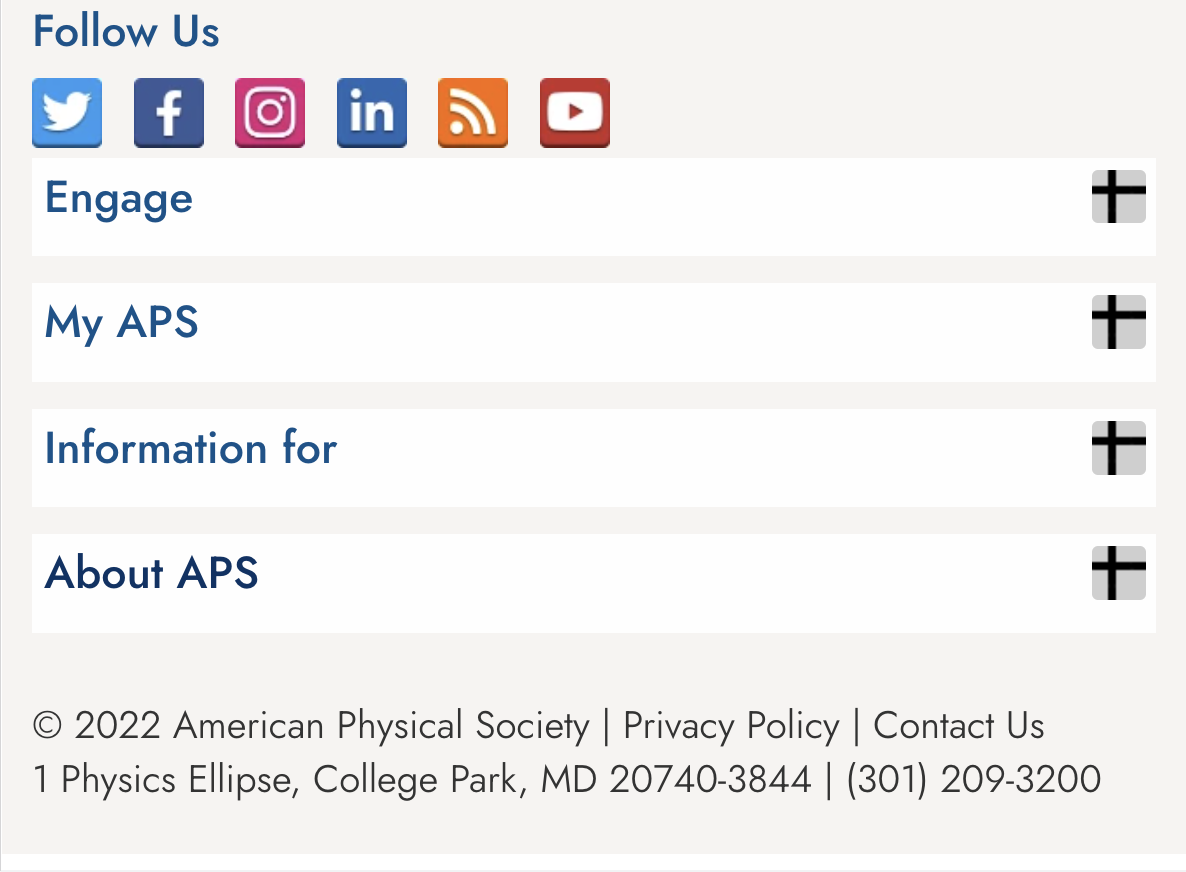 Follow Us
in
Engage
My APS
Information for
About APS
© 2022 American Physical Society | Privacy Policy | Contact Us
1 Physics Ellipse, College Park, MD 20740-3844 | (301) 209-3200